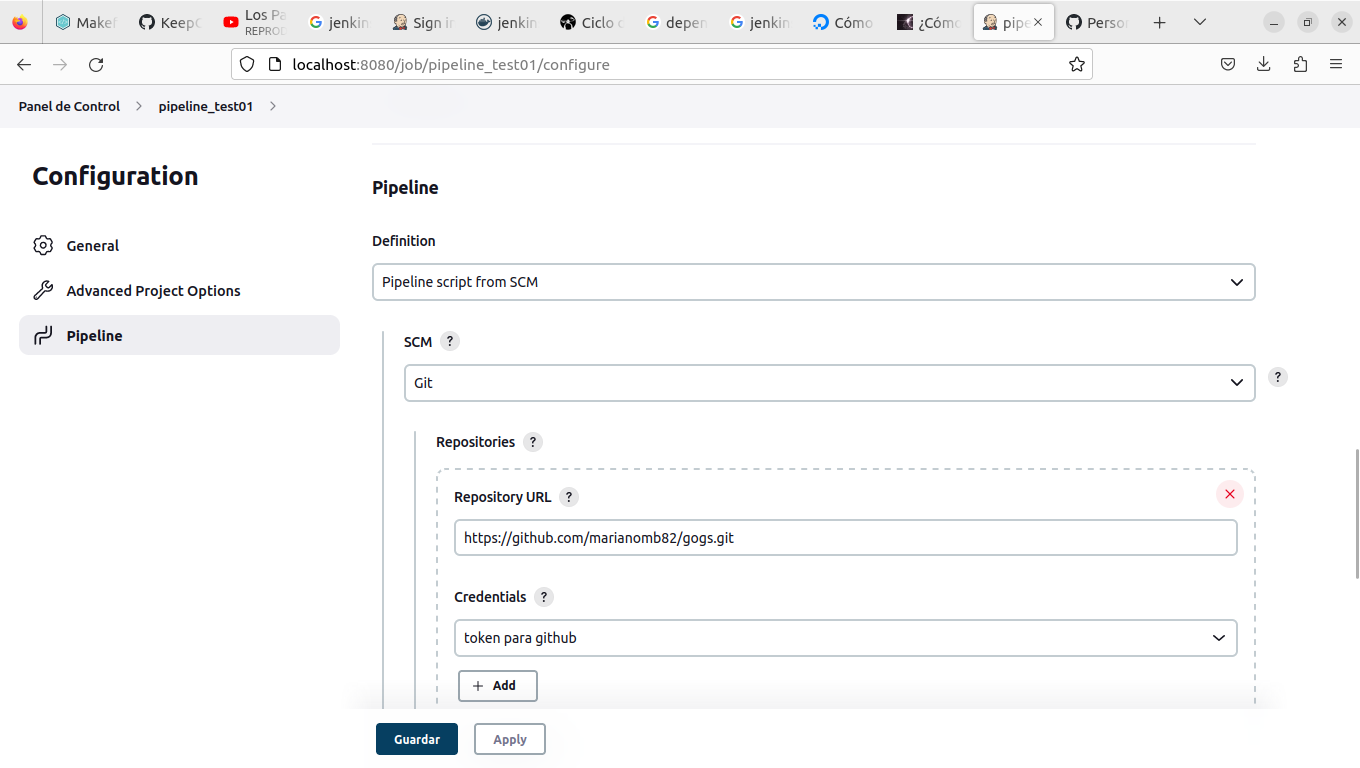 Makef
KeepC
Los Pa
REPROD
jenkin
Sign in
jenkin
Ciclo d
depen
jenkin
Cómo
¿Cómo
pipe
Perso
localhost:8080/job/pipeline_test01/configure
Panel de Control > pipeline_test01 >
Configuration
General
Advanced Project Options
Pipeline
Pipeline
Definition
Pipeline script from SCM
SCM ?
Git
?
Repositories ?
Repository URL ?
https://github.com/marianomb82/gogs.git
Credentials ?
token para github
+ Add
Guardar
Apply